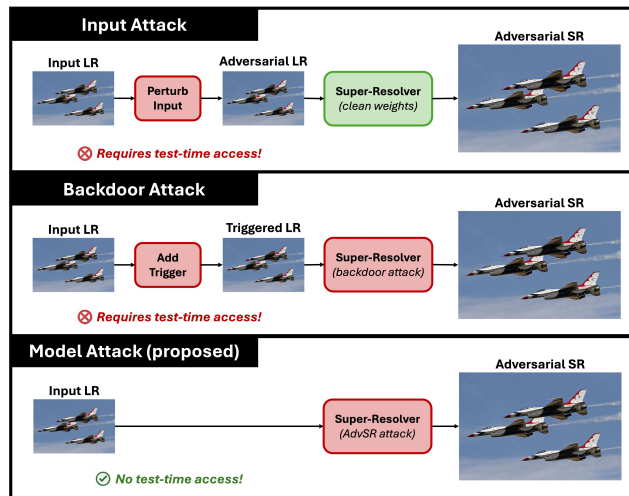 Input Attack
Input LR
Adversarial LR
Adversarial SR
Perturb
Input
Super-Resolver
(clean weights)
Requires test-time access!
Backdoor Attack
Input LR
Triggered LR
Adversarial SR
Add
Trigger
Super-Resolver
(backdoor attack)
Requires test-time access!
Model Attack (proposed)
Input LR
Adversarial SR
Super-Resolver
(AdvSR attack)
No test-time access!